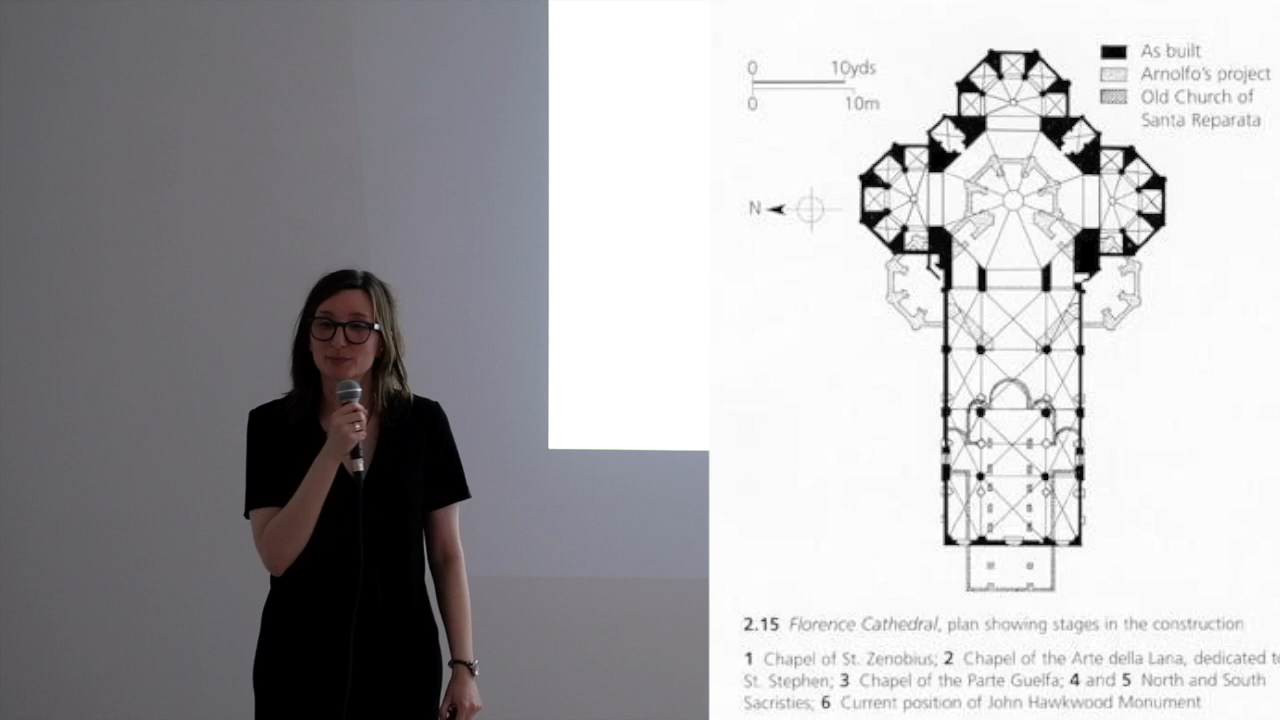 0 10yds
0 10m
As built
Arnolfo's project
Old Church of
Santa Reparata
N
2.15 Florence Cathedral, plan showing stages in the construction
1 Chapel of St. Zenobius; 2 Chapel of the Arte della Lana, dedicated to
St. Stephen; 3 Chapel of the Parte Guelfa; 4 and 5 North and South
Sacristies; 6 Current position of John Hawkwood Monument